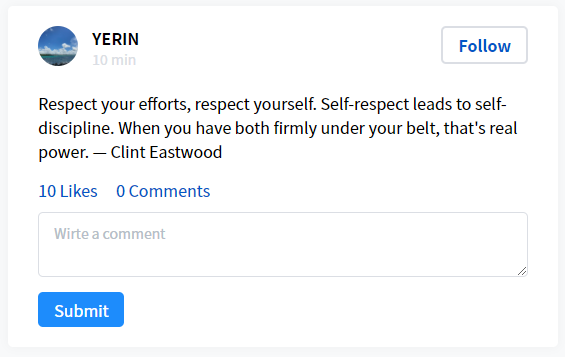 YERIN
10 min
Follow
Respect your efforts, respect yourself. Self-respect leads to self-
discipline. When you have both firmly under your belt, that's real
power. — Clint Eastwood
10 Likes 0 Comments
Wirte a comment
Submit